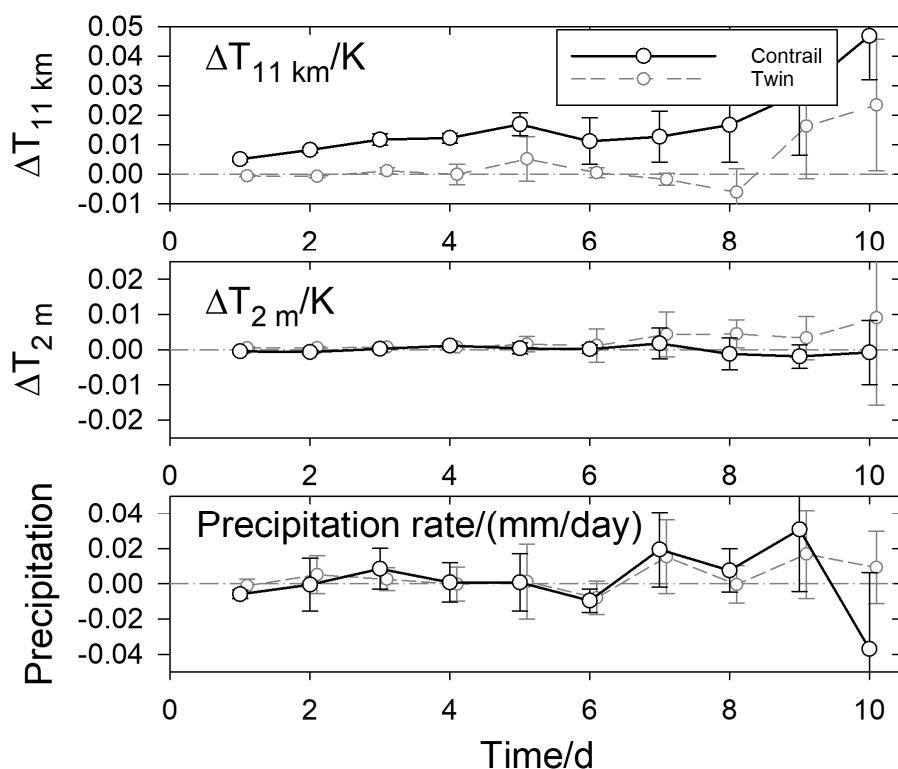 0.05
0.04
0.03
0.02
0.01
0.00
-0.01
ΔT11 km
ΔT11 km/K
Contrail
Twin
0 2 4 6 8 10
0.02
0.01
0.00
-0.01
-0.02
ΔT2 m
ΔT2 m/K
0 2 4 6 8 10
0.04
0.02
0.00
-0.02
-0.04
Precipitation
Precipitation rate/(mm/day)
0 2 4 6 8 10
Time/d